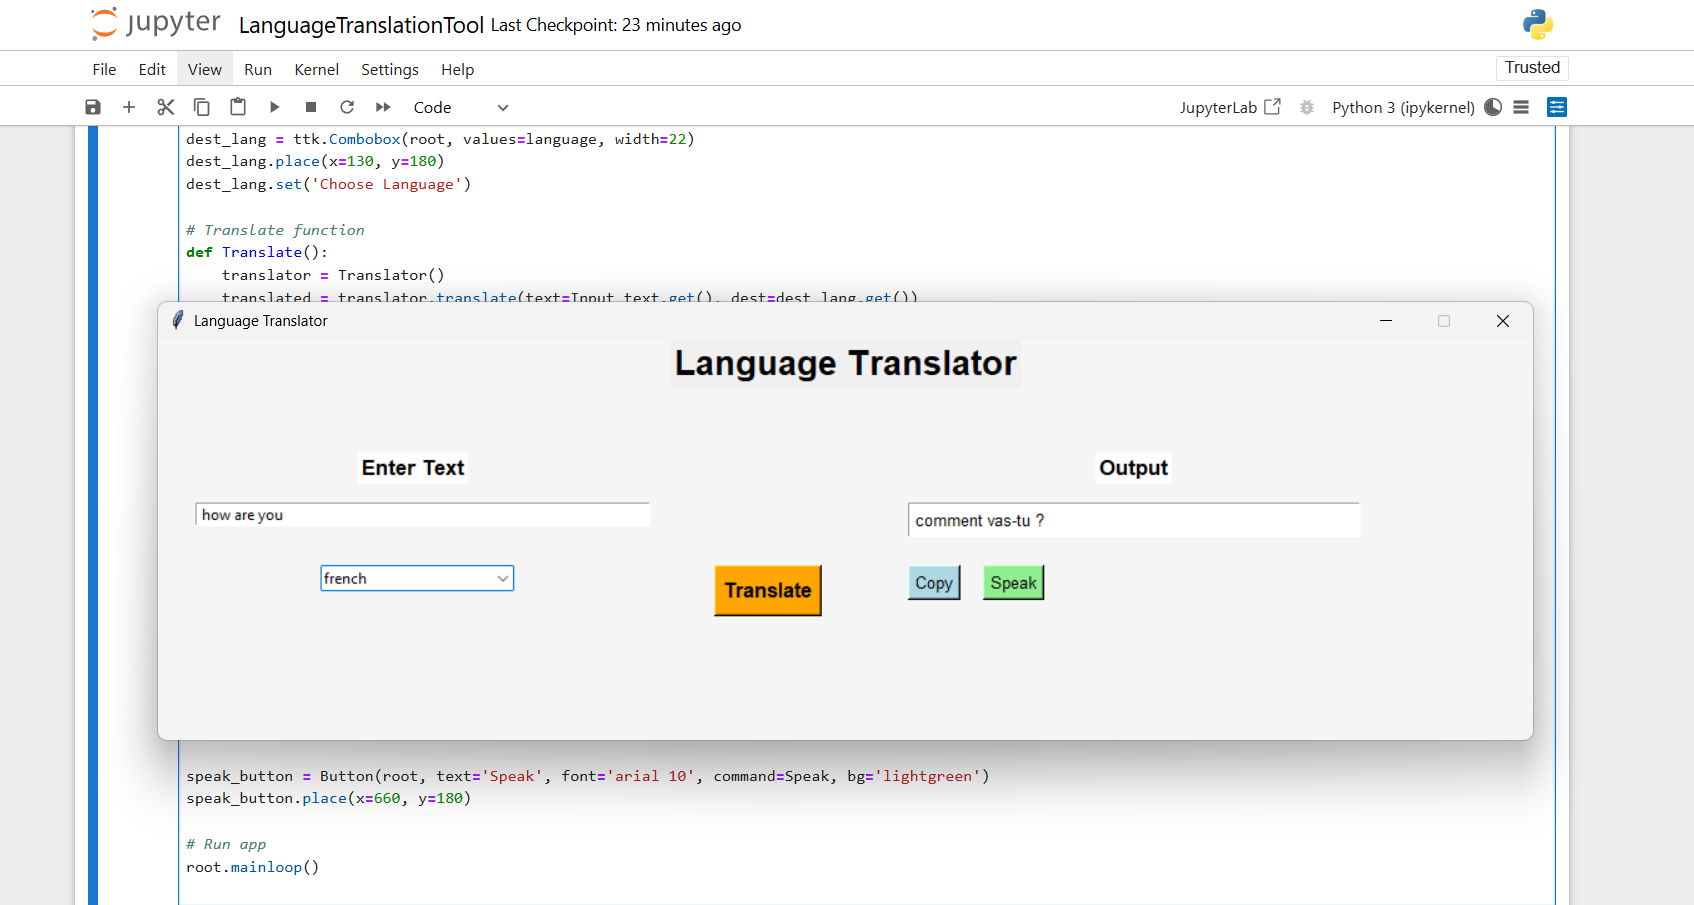 jupyter LanguageTranslationTool Last Checkpoint: 23 minutes ago
File Edit View Run Kernel Settings Help Trusted
Code JupyterLab Python 3 (ipykernel)
dest_lang = ttk.Combobox(root, values=language, width=22)
dest_lang.place(x=130, y=180)
dest_lang.set('Choose Language')
# Translate function
def Translate():
translator = Translator()
translated = translator.translate(text=Input_text.get(), dest=dest_lang.get())
Language Translator
Language Translator
Enter Text Output
how are you comment vas-tu ?
french Translate Copy Speak
speak_button = Button(root, text='Speak', font='arial 10', command=Speak, bg='lightgreen')
speak_button.place(x=660, y=180)
# Run app
root.mainloop()